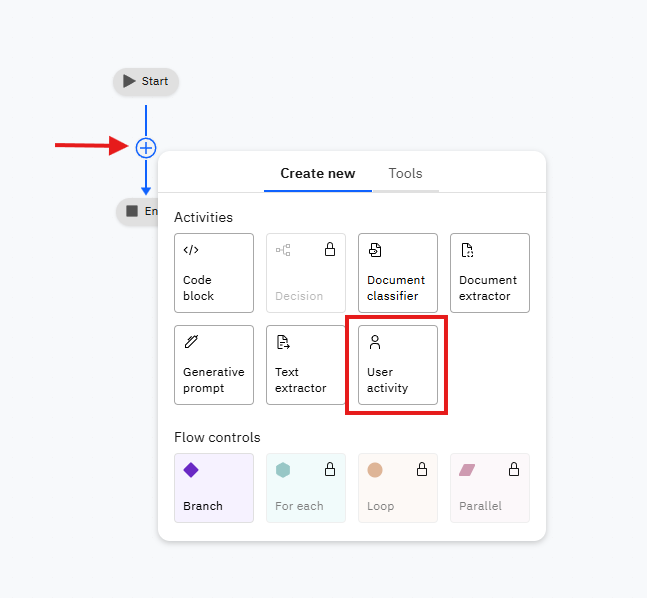 Start
En
Create new
Tools
Activities
Code
block
Decision
Document
classifier
Document
extractor
Generative
prompt
Text
extractor
User
activity
Flow controls
Branch
For each
Loop
Parallel